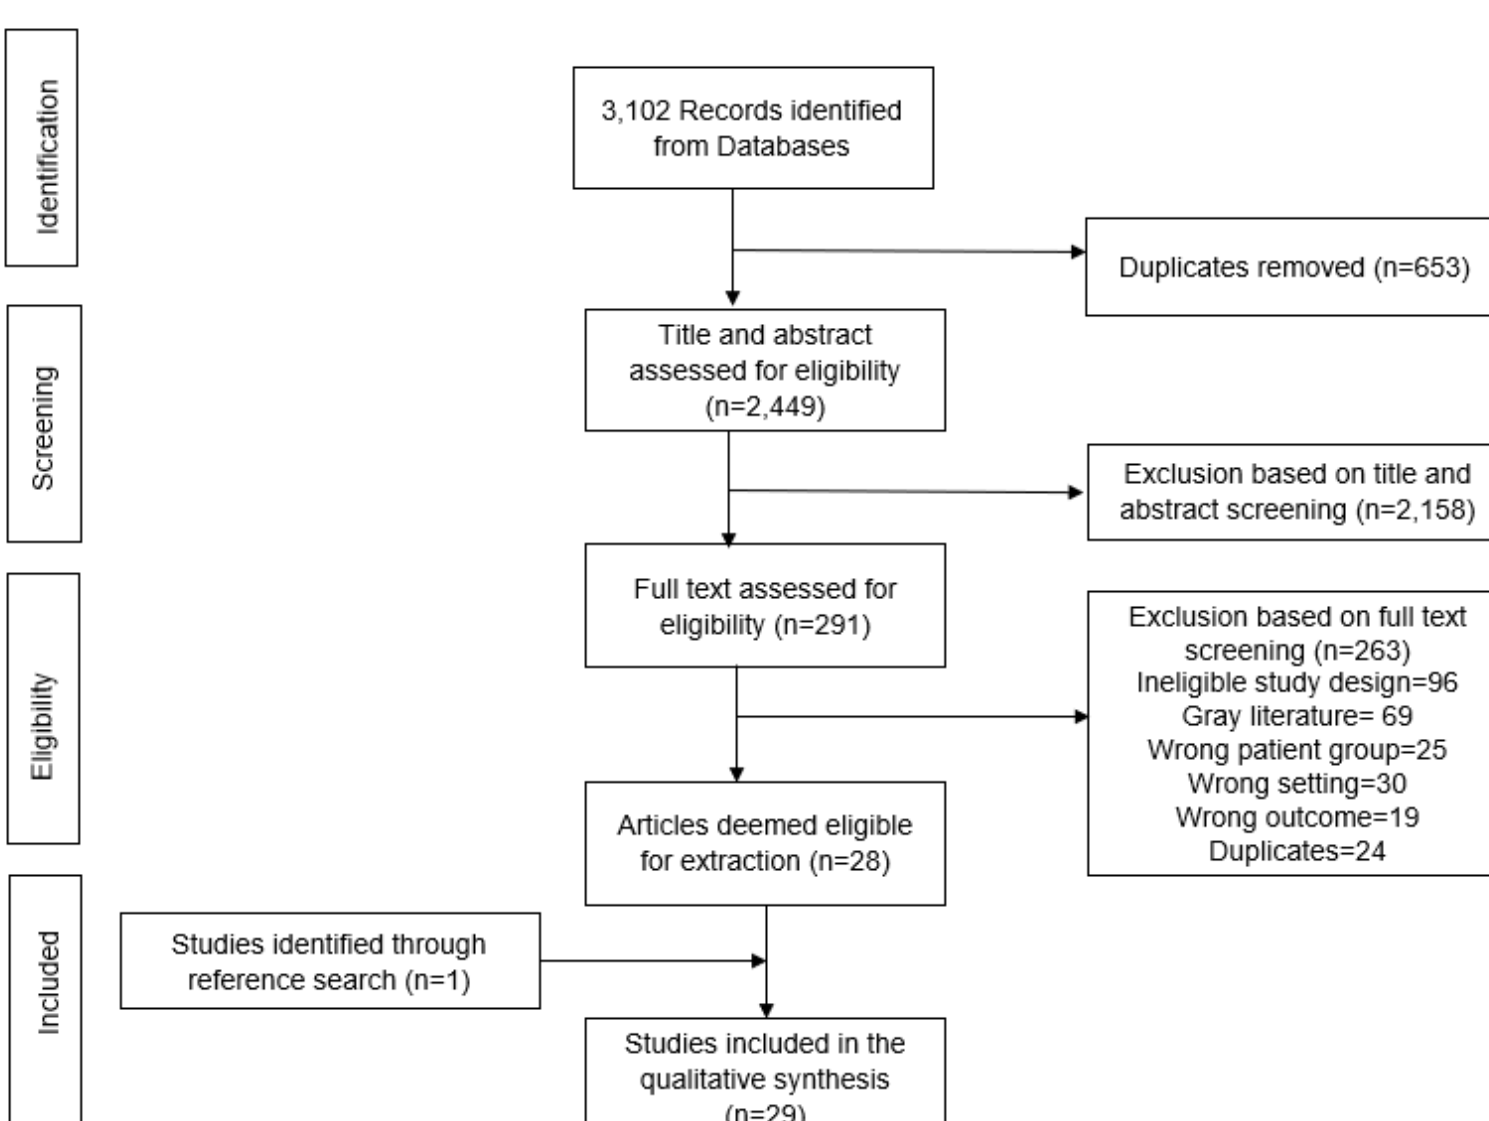 Identification
3,102 Records identified
from Databases
Duplicates removed (n=653)
Screening
Title and abstract
assessed for eligibility
(n=2,449)
Exclusion based on title and
abstract screening (n=2,158)
Eligibility
Full text assessed for
eligibility (n=291)
Exclusion based on full text
screening (n=263)
Ineligible study design=96
Gray literature= 69
Wrong patient group=25
Wrong setting=30
Wrong outcome=19
Duplicates=24
Articles deemed eligible
for extraction (n=28)
Included
Studies identified through
reference search (n=1)
Studies included in the
qualitative synthesis
(n=29)